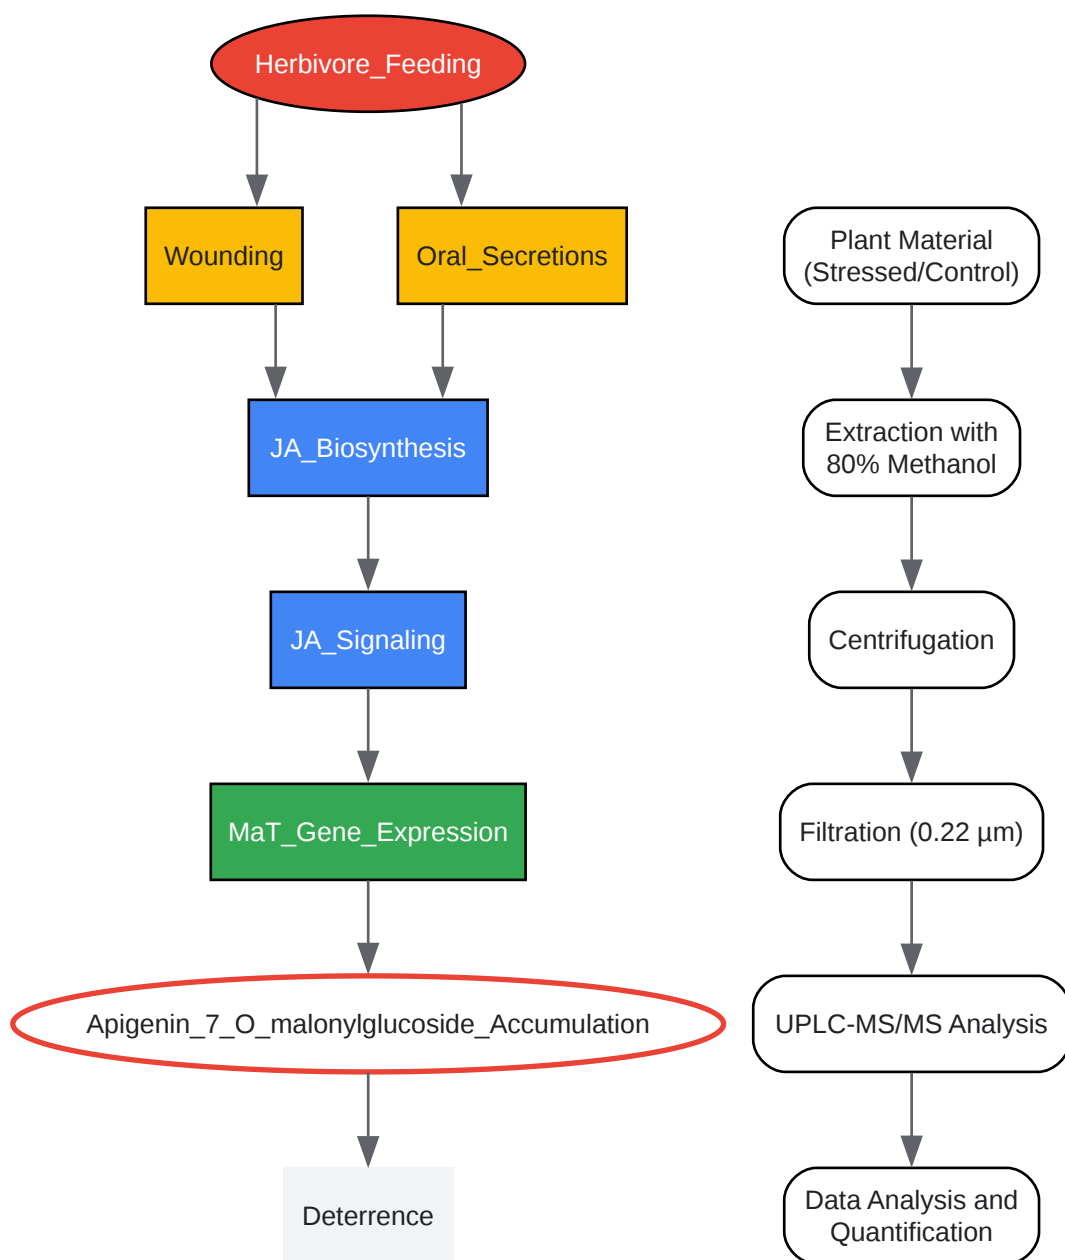 Herbivore_Feeding
Wounding
Oral_Secretions
JA_Biosynthesis
JA_Signaling
MaT_Gene_Expression
Apigenin_7_O_malonylglucoside_Accumulation
Deterrence
Plant Material
(Stressed/Control)
Extraction with
80% Methanol
Centrifugation
Filtration (0.22 µm)
UPLC-MS/MS Analysis
Data Analysis and
Quantification